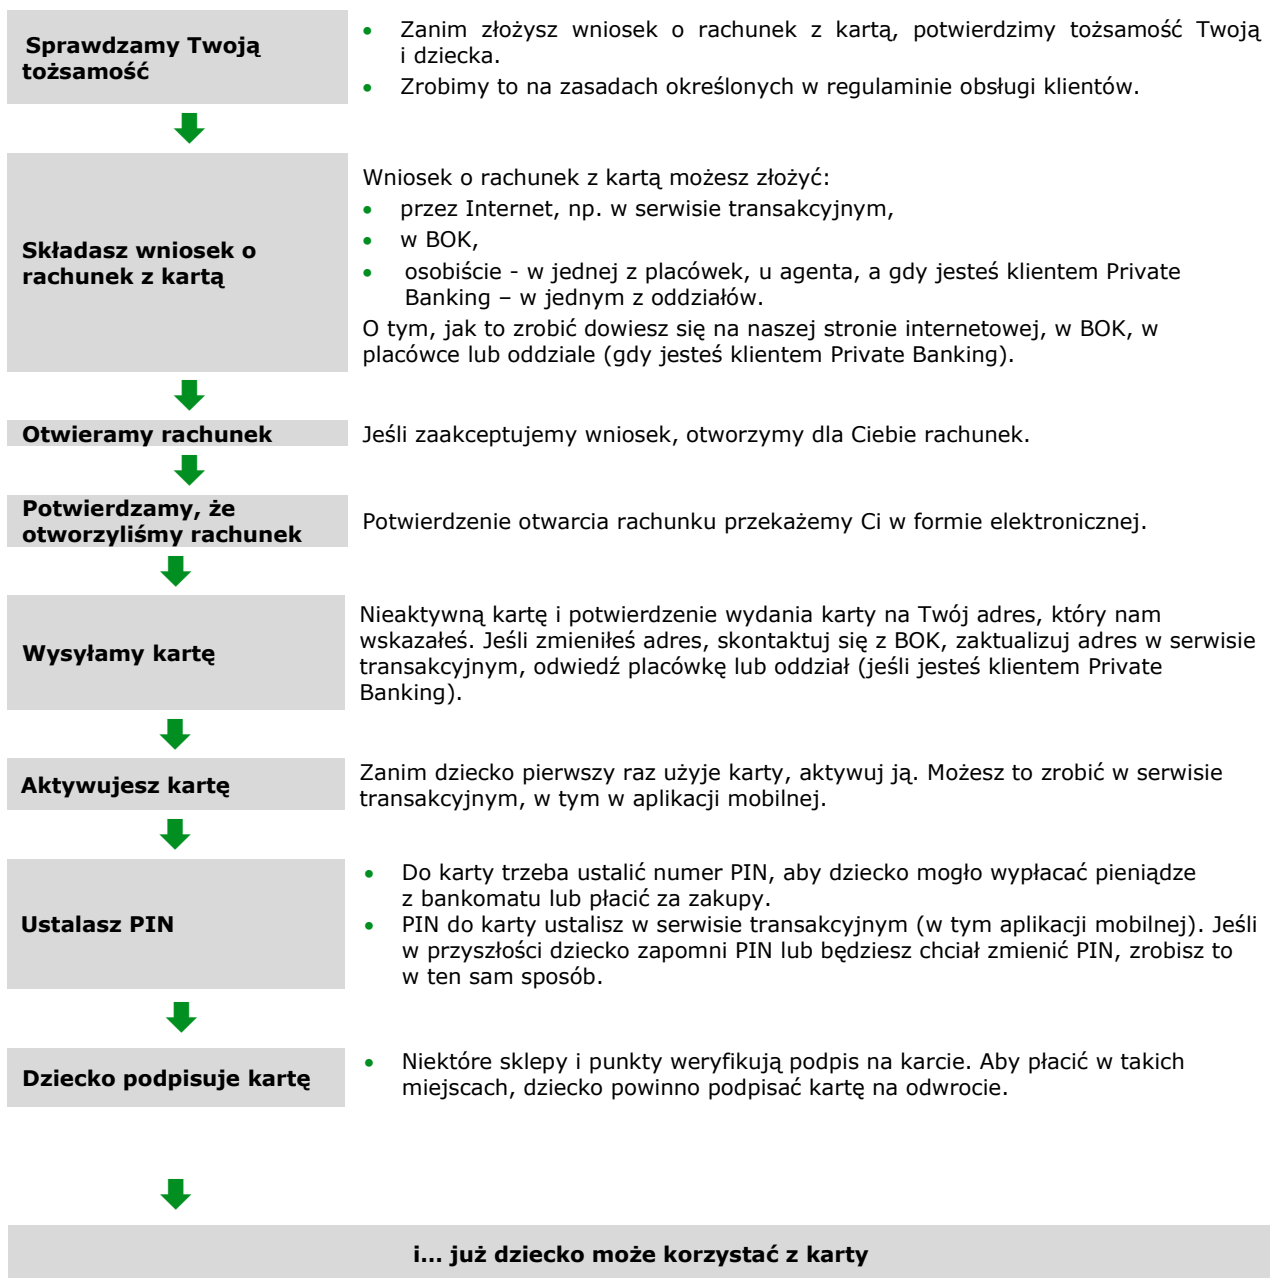 Sprawdzamy Twoją
tożsamość
• Zanim złożysz wniosek o rachunek z kartą, potwierdzimy tożsamość Twoją
i dziecka.
• Zrobimy to na zasadach określonych w regulaminie obsługi klientów.
Składasz wniosek o
rachunek z kartą
Wniosek o rachunek z kartą możesz złożyć:
• przez Internet, np. w serwisie transakcyjnym,
• w BOK,
• osobiście - w jednej z placówek, u agenta, a gdy jesteś klientem Private
Banking – w jednym z oddziałów.
O tym, jak to zrobić dowiesz się na naszej stronie internetowej, w BOK, w
placówce lub oddziale (gdy jesteś klientem Private Banking).
Otwieramy rachunek
Jeśli zaakceptujemy wniosek, otworzymy dla Ciebie rachunek.
Potwierdzamy, że
otworzyliśmy rachunek
Potwierdzenie otwarcia rachunku przekażemy Ci w formie elektronicznej.
Wysyłamy kartę
Nieaktywną kartę i potwierdzenie wydania karty na Twój adres, który nam
wskazałeś. Jeśli zmieniłeś adres, skontaktuj się z BOK, zaktualizuj adres w serwisie
transakcyjnym, odwiedź placówkę lub oddział (jeśli jesteś klientem Private
Banking).
Aktywujesz kartę
Zanim dziecko pierwszy raz użyje karty, aktywuj ją. Możesz to zrobić w serwisie
transakcyjnym, w tym w aplikacji mobilnej.
Ustalasz PIN
• Do karty trzeba ustalić numer PIN, aby dziecko mogło wypłacać pieniądze
z bankomatu lub płacić za zakupy.
• PIN do karty ustalisz w serwisie transakcyjnym (w tym aplikacji mobilnej). Jeśli
w przyszłości dziecko zapomni PIN lub będziesz chciał zmienić PIN, zrobisz to
w ten sam sposób.
Dziecko podpisuje kartę
• Niektóre sklepy i punkty weryfikują podpis na karcie. Aby płacić w takich
miejscach, dziecko powinno podpisać kartę na odwrocie.
i... już dziecko może korzystać z karty